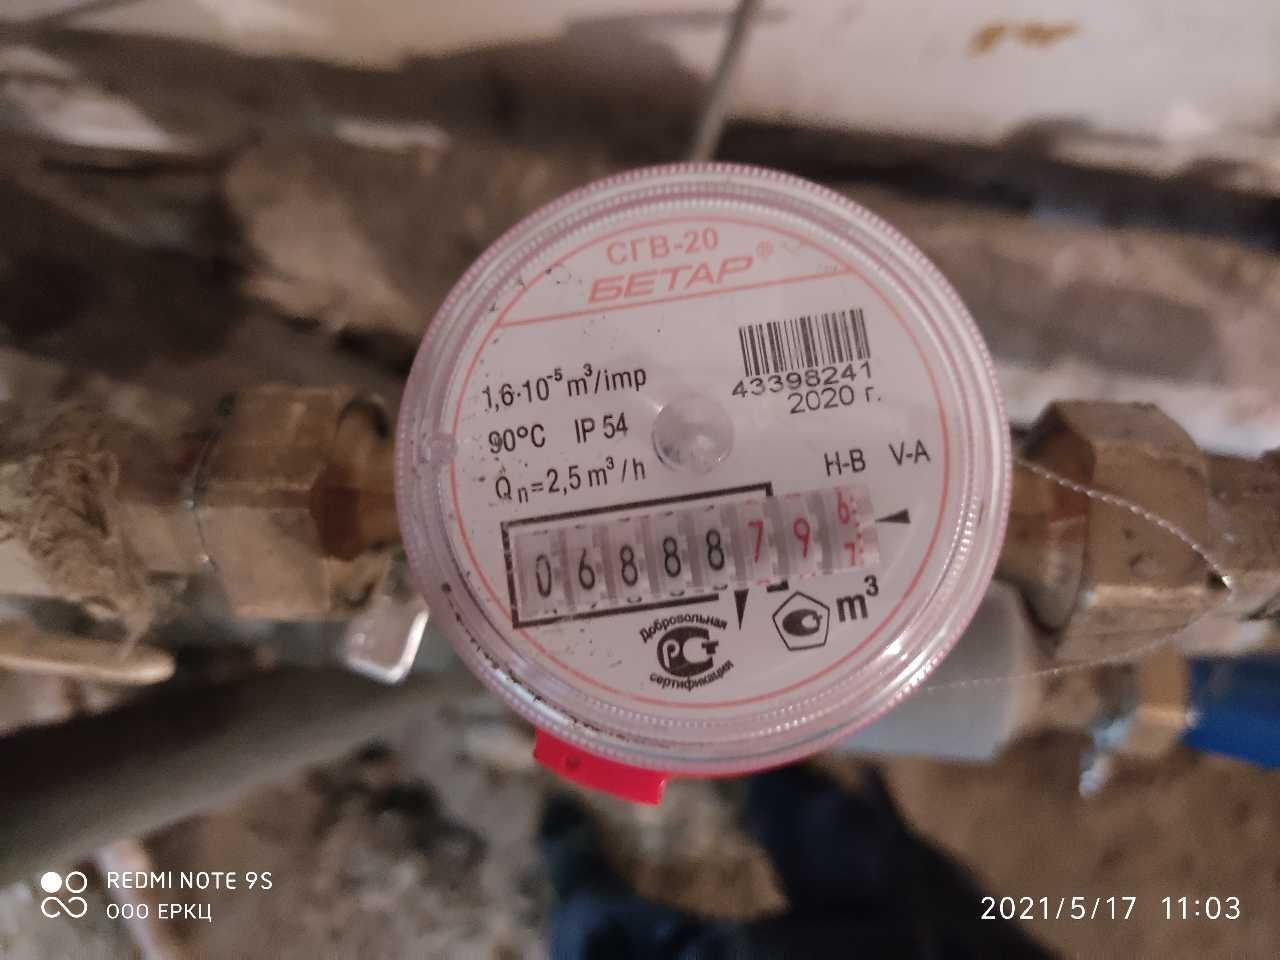 СГВ-20
БЕТАР®
1,6·10⁻⁵ m³/imp
43398241
2020 г.
90°C IP 54
Qn=2,5 m³/h
H-B V-A
0 6 8 8 8 7 9 6
7
m³
Добровольная
РСТ
сертификация
REDMI NOTE 9S
ООО ЕРКЦ
2021/5/17 11:03